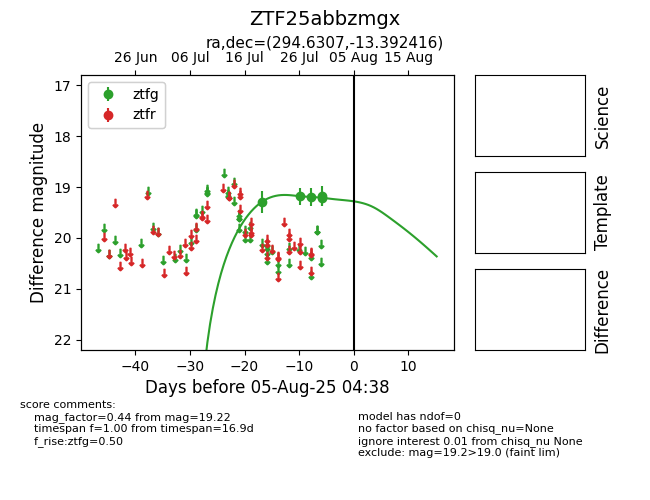 ZTF25abbzmgx
ra,dec=(294.6307,-13.392416)
26 Jun 06 Jul 16 Jul 26 Jul 05 Aug 15 Aug
17
18
19
20
21
22
Difference magnitude
ztfg
ztfr
−40 −30 −20 −10 0 10
Days before 05-Aug-25 04:38
Science
Template
Difference
score comments:
mag_factor=0.44 from mag=19.22
timespan f=1.00 from timespan=16.9d
f_rise:ztfg=0.50
model has ndof=0
no factor based on chisq_nu=None
ignore interest 0.01 from chisq_nu None
exclude: mag=19.2>19.0 (faint lim)